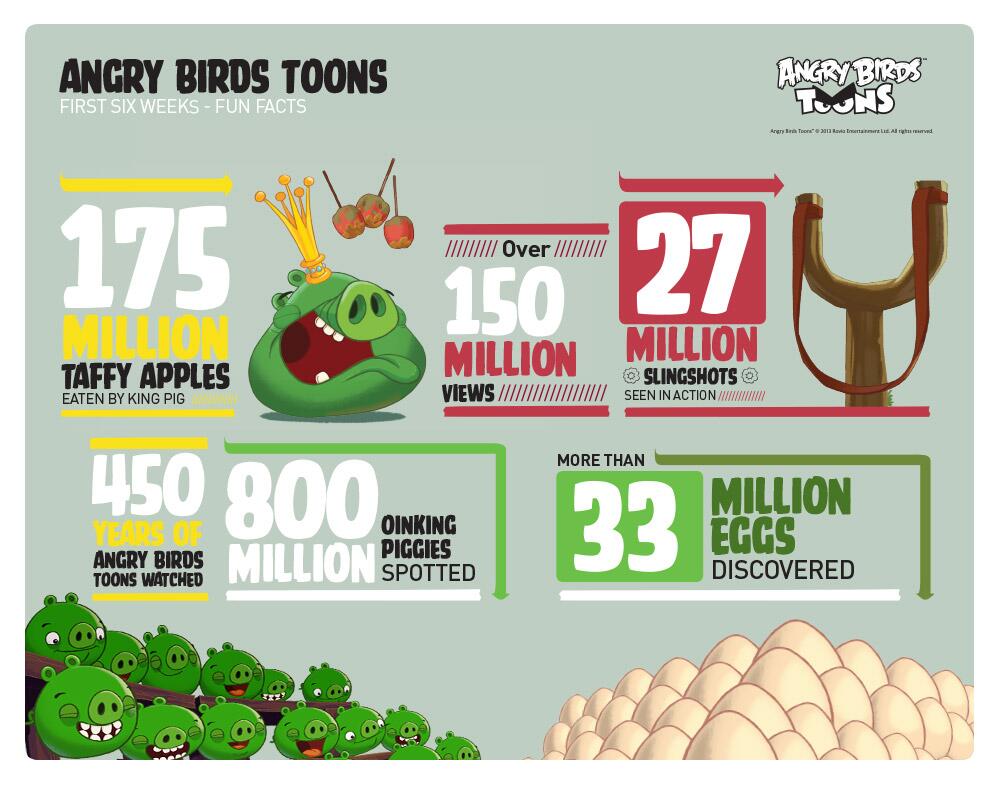 ANGRY BIRDS TOONS
FIRST SIX WEEKS - FUN FACTS
ANGRY BIRDS™
TOONS
Angry Birds Toons™ © 2013 Rovio Entertainment Ltd. All rights reserved.
175
MILLION
TAFFY APPLES
EATEN BY KING PIG
Over
150
MILLION
VIEWS
27
MILLION
SLINGSHOTS
SEEN IN ACTION
450
YEARS OF
ANGRY BIRDS
TOONS WATCHED
800
MILLION
OINKING
PIGGIES
SPOTTED
MORE THAN
33
MILLION
EGGS
DISCOVERED